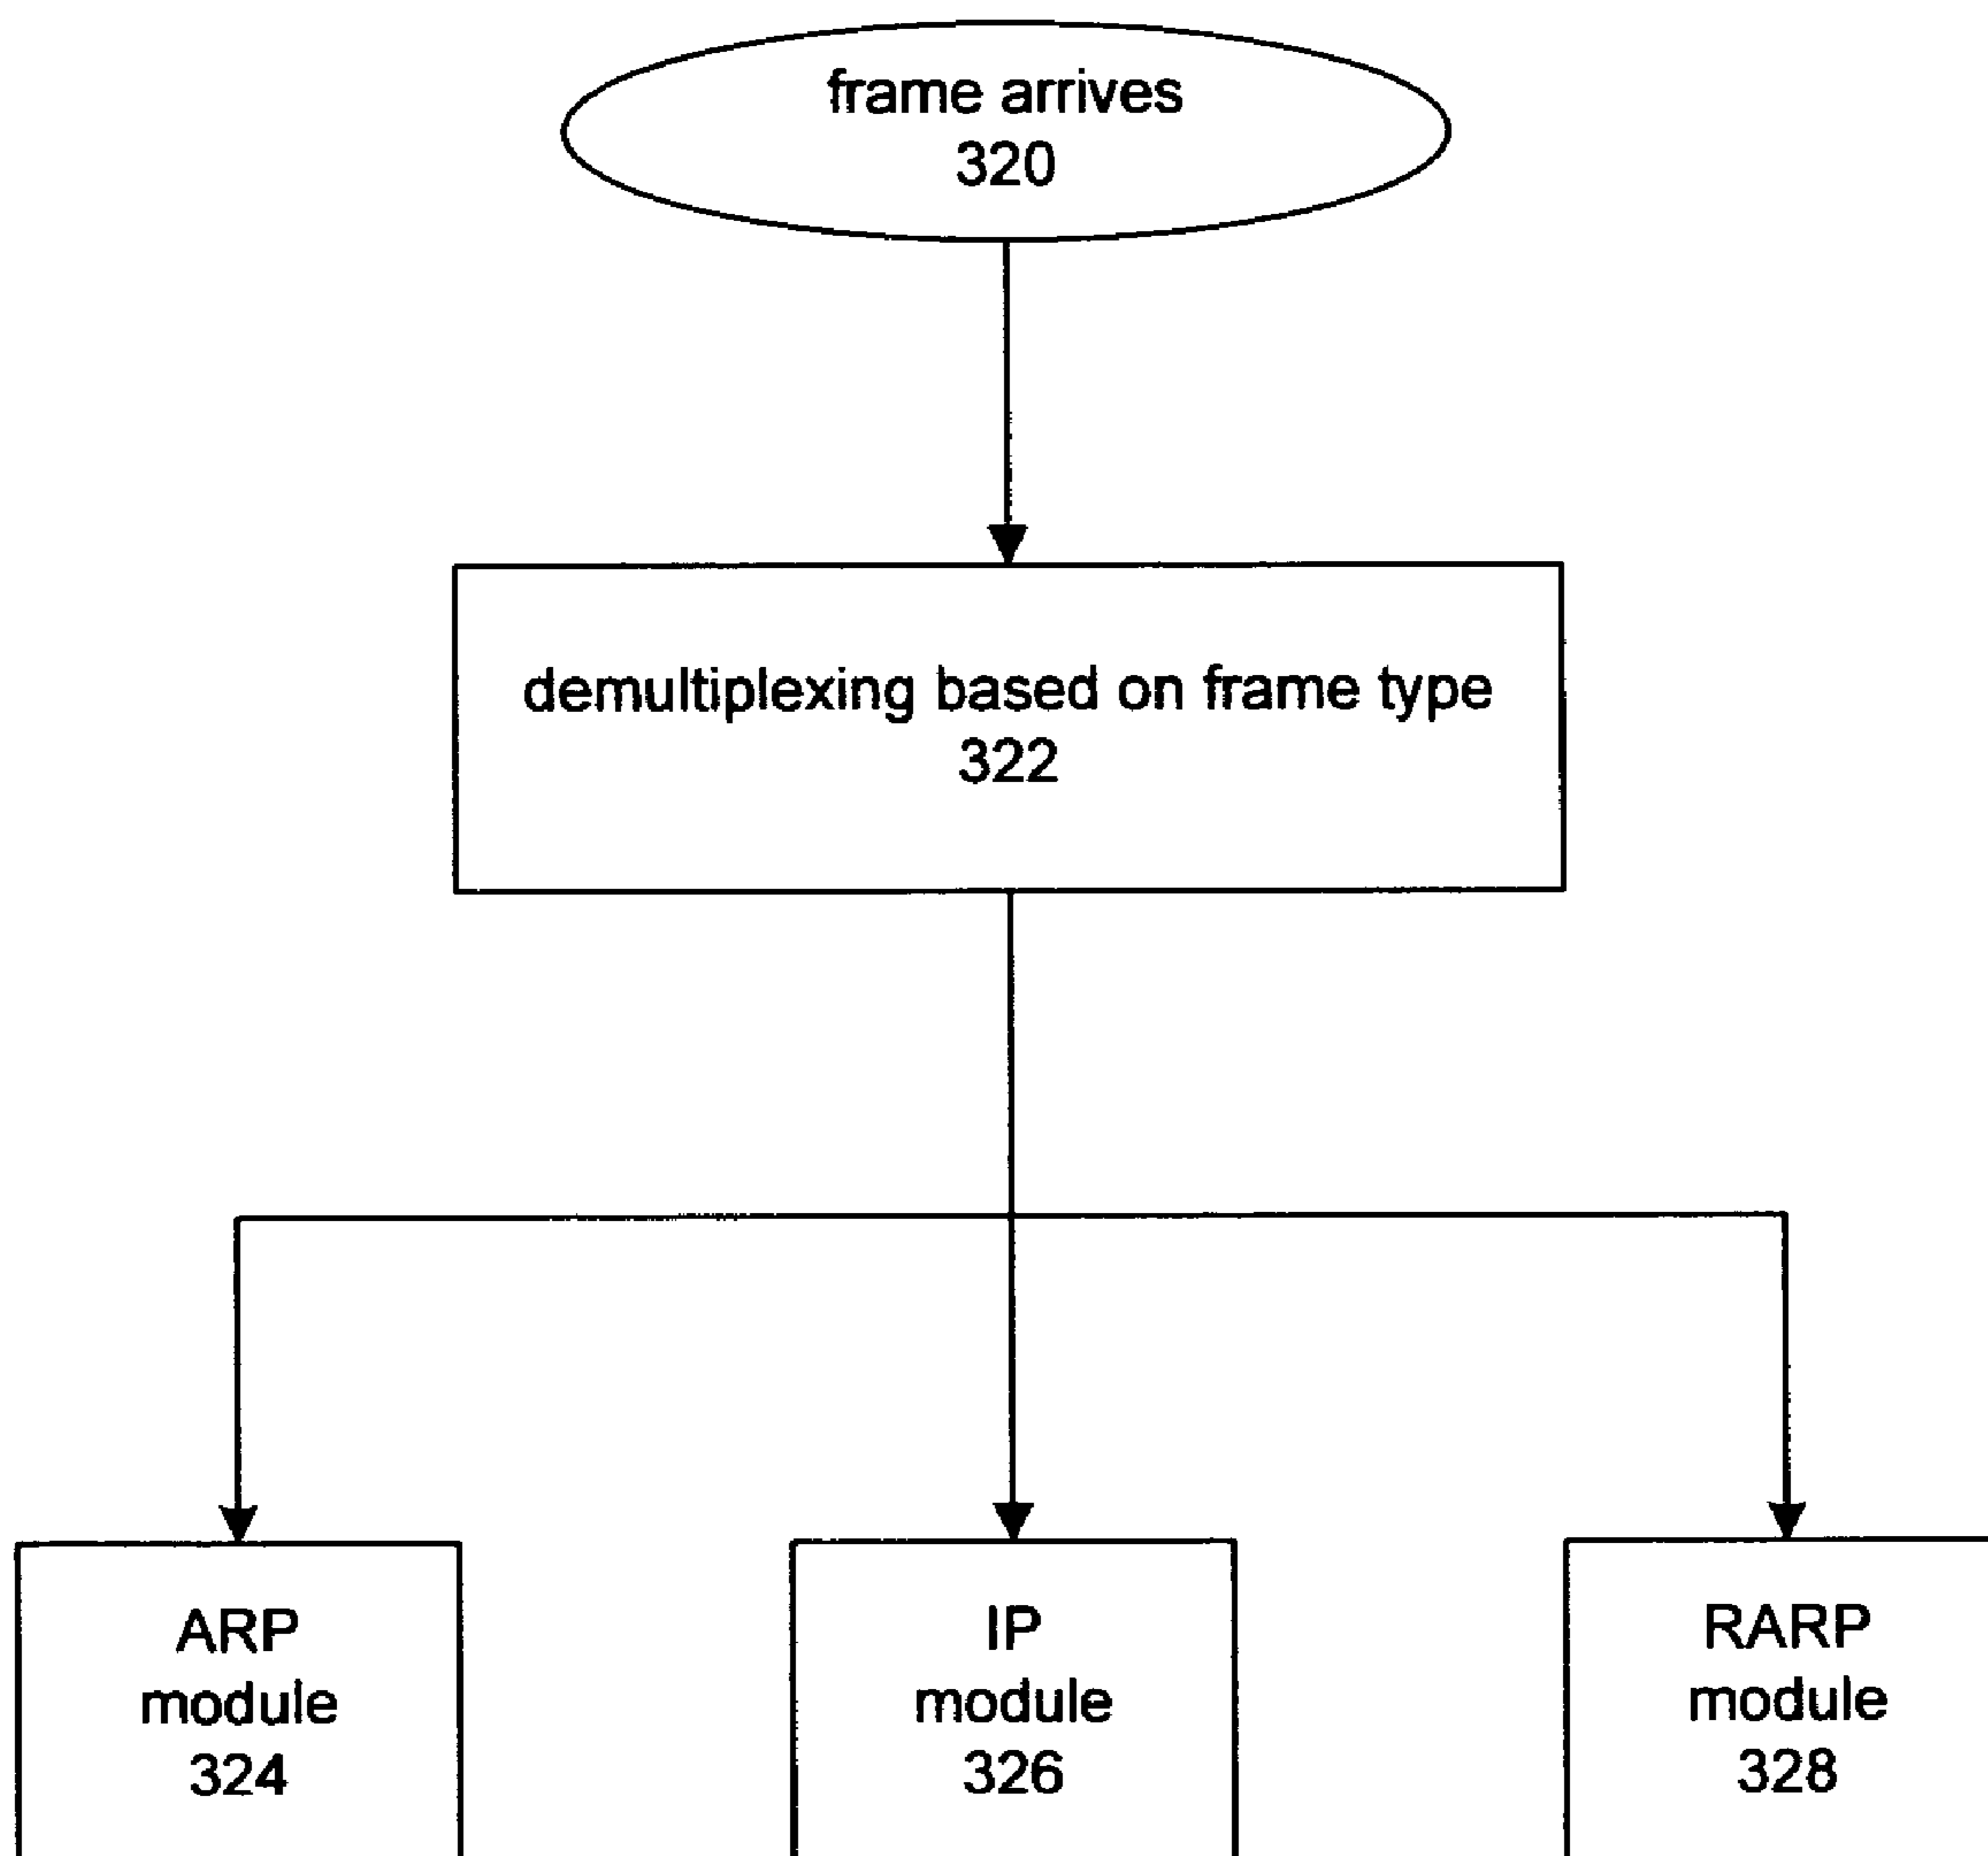 frame arrives
320
demultiplexing based on frame type
322
ARP
module
324
IP
module
326
RARP
module
328